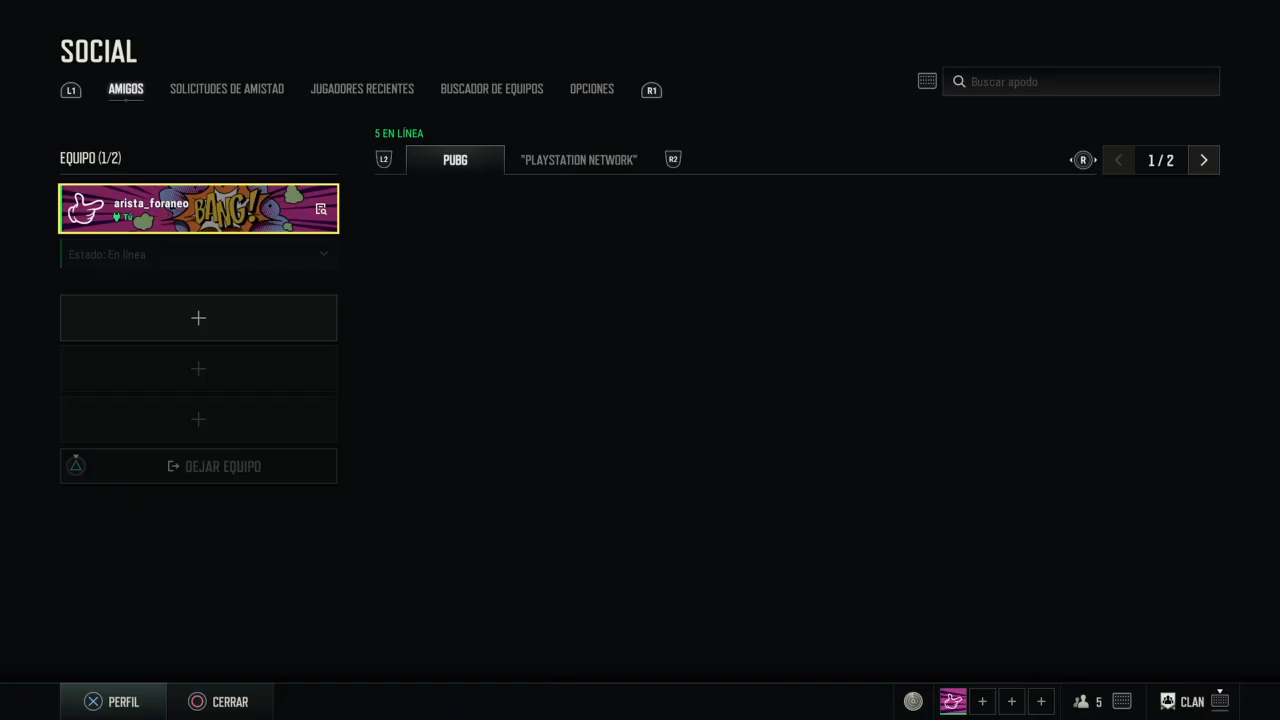 SOCIAL
L1 AMIGOS SOLICITUDES DE AMISTAD JUGADORES RECIENTES BUSCADOR DE EQUIPOS OPCIONES R1
Buscar apodo
5 EN LÍNEA
EQUIPO (1/2)
L2 PUBG "PLAYSTATION NETWORK" R2
R 1 / 2
arista_foraneo
Tú
BANG!
Estado: En línea
DEJAR EQUIPO
PERFIL CERRAR
5 CLAN